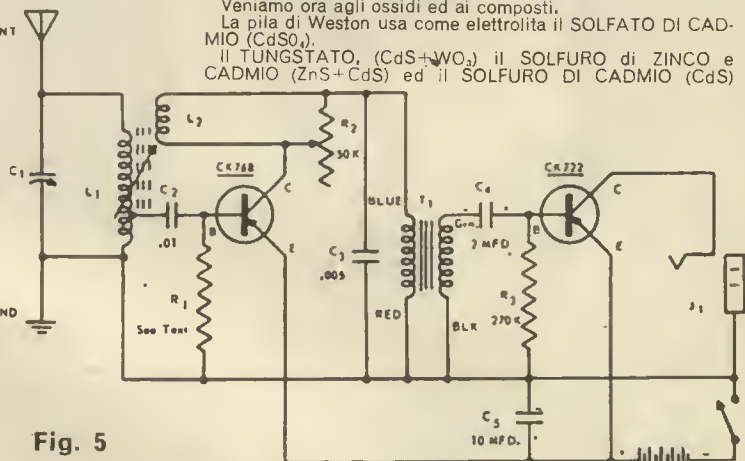 Veniamo ora agli ossidi ed ai composti.
La pila di Weston usa come elettrolita il SOLFATO DI CAD-
MIO (CdSO₄).
Il TUNGSTATO, (CdS+WO₃) il SOLFURO di ZINCO e
CADMIO (ZnS+CdS) ed il SOLFURO DI CADMIO (CdS)
NT
L₂
R₂
50K
C₁
L₁
C₂
.01
CK768
C
B
E
R₁
See Text
C₃
.005
BLUE
T₁
RED
BLK
C₄
2 MFD
CK722
C
B
E
R₃
270K
J₁
ND
C₅
10 MFD.
Fig. 5